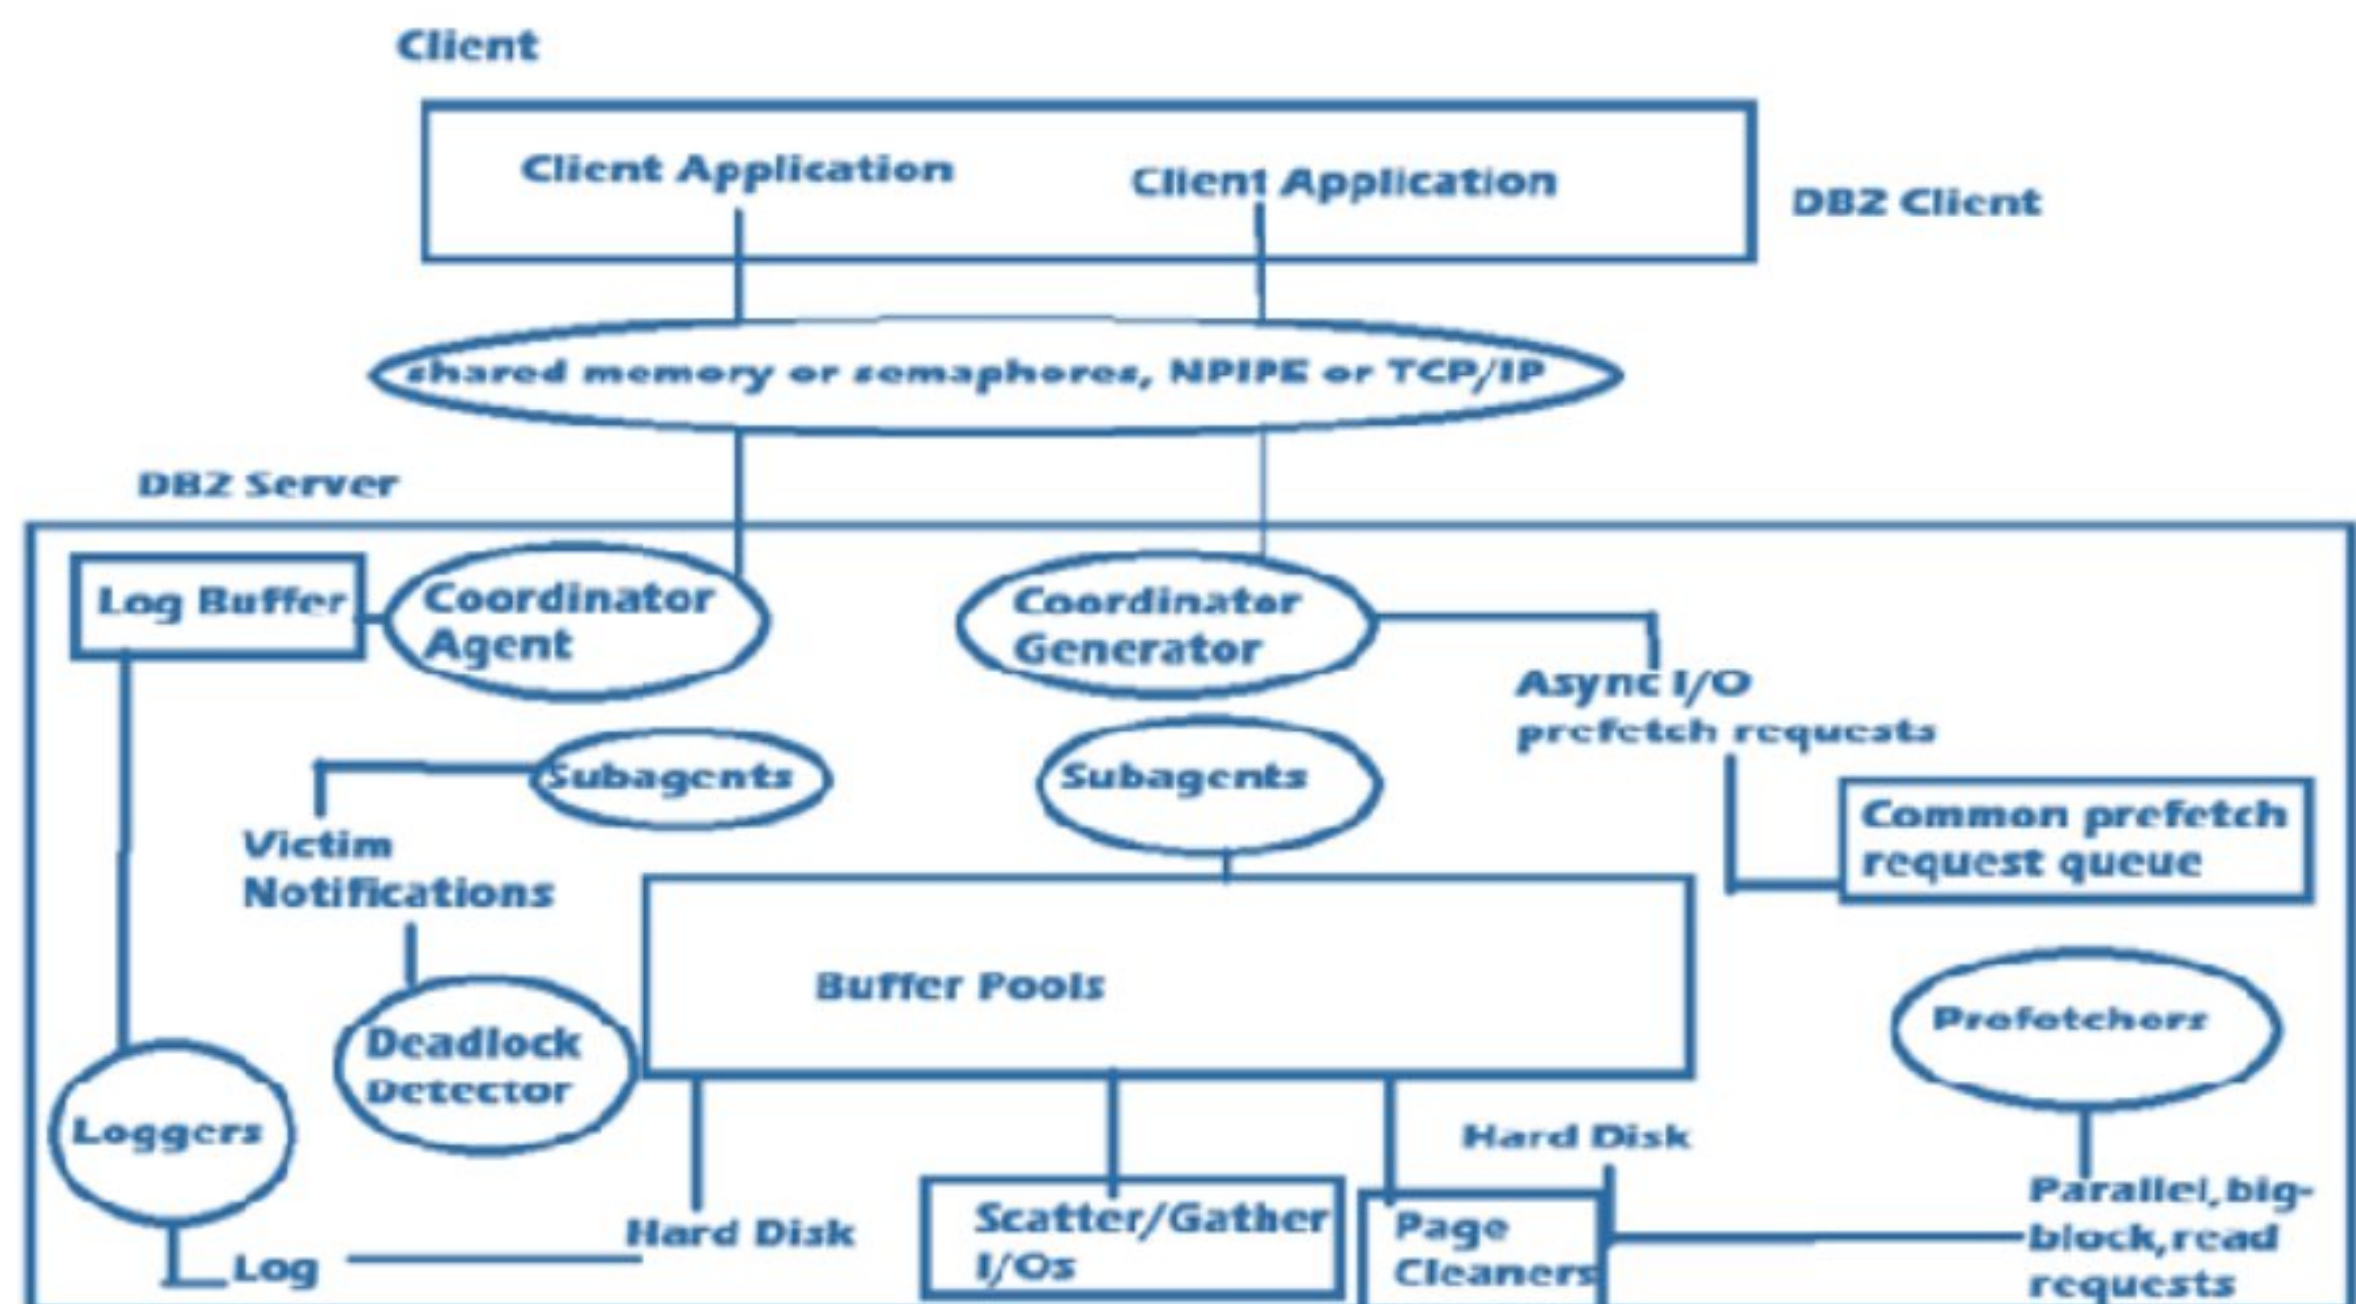 Client
Client Application
Client Application
DB2 Client
shared memory or semaphores, NPIPE or TCP/IP
DB2 Server
Log Buffer
Coordinator
Agent
Coordinator
Generator
Async I/O
prefetch requests
Subagents
Subagents
Common prefetch
request queue
Victim
Notifications
Buffer Pools
Prefetchers
Deadlock
Detector
Loggers
Hard Disk
Parallel,big-
block,read
requests
Hard Disk
Scatter/Gather
I/Os
Page
Cleaners
Log